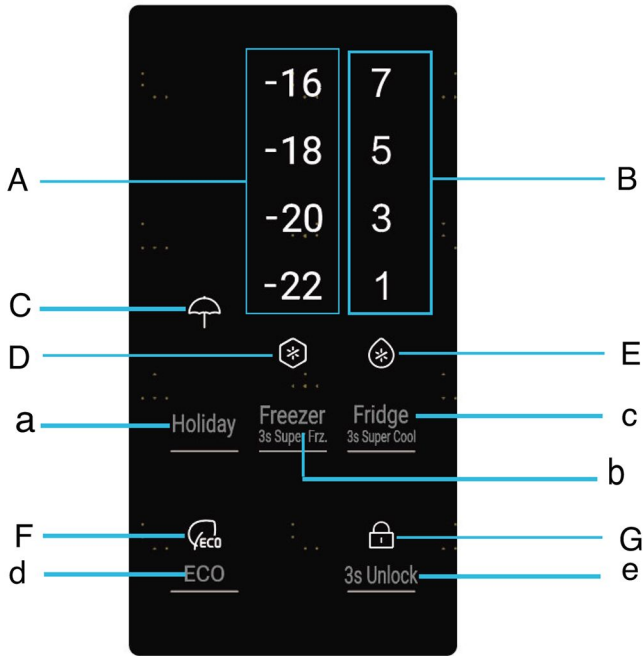 -16 7
-18 5
A B
-20 3
-22 1
C
D E
a Holiday Freezer Fridge c
3s Super Frz. 3s Super Cool
b
F ECO G
d ECO 3s Unlock e